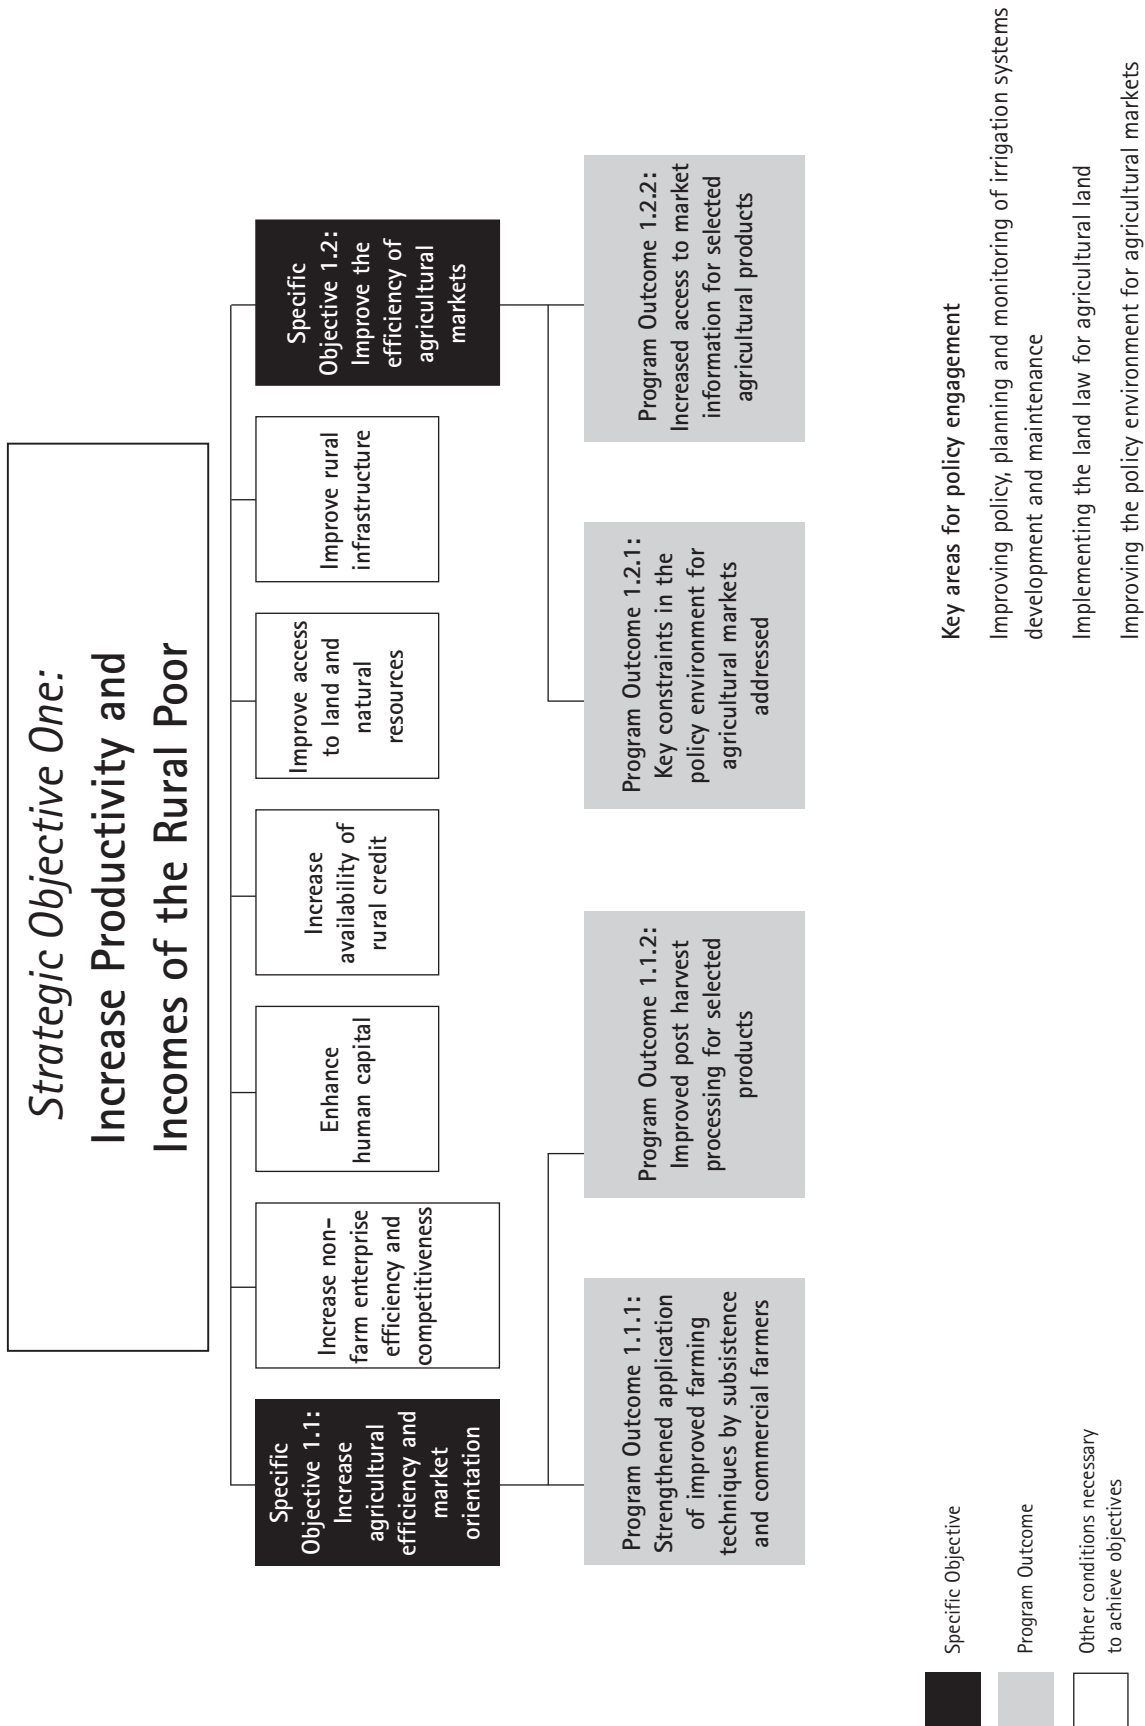 Strategic Objective One:
Increase Productivity and
Incomes of the Rural Poor
Specific
Objective 1.1:
Increase
agricultural
efficiency and
market
orientation
Increase non-
farm enterprise
efficiency and
competitiveness
Enhance
human capital
Increase
availability of
rural credit
Improve access
to land and
natural
resources
Improve rural
infrastructure
Specific
Objective 1.2:
Improve the
efficiency of
agricultural
markets
Program Outcome 1.1.1:
Strengthened application
of improved farming
techniques by subsistence
and commercial farmers
Program Outcome 1.1.2:
Improved post harvest
processing for selected
products
Program Outcome 1.2.1:
Key constraints in the
policy environment for
agricultural markets
addressed
Program Outcome 1.2.2:
Increased access to market
information for selected
agricultural products
Specific Objective
Program Outcome
Other conditions necessary
to achieve objectives
Key areas for policy engagement
Improving policy, planning and monitoring of irrigation systems
development and maintenance
Implementing the land law for agricultural land
Improving the policy environment for agricultural markets